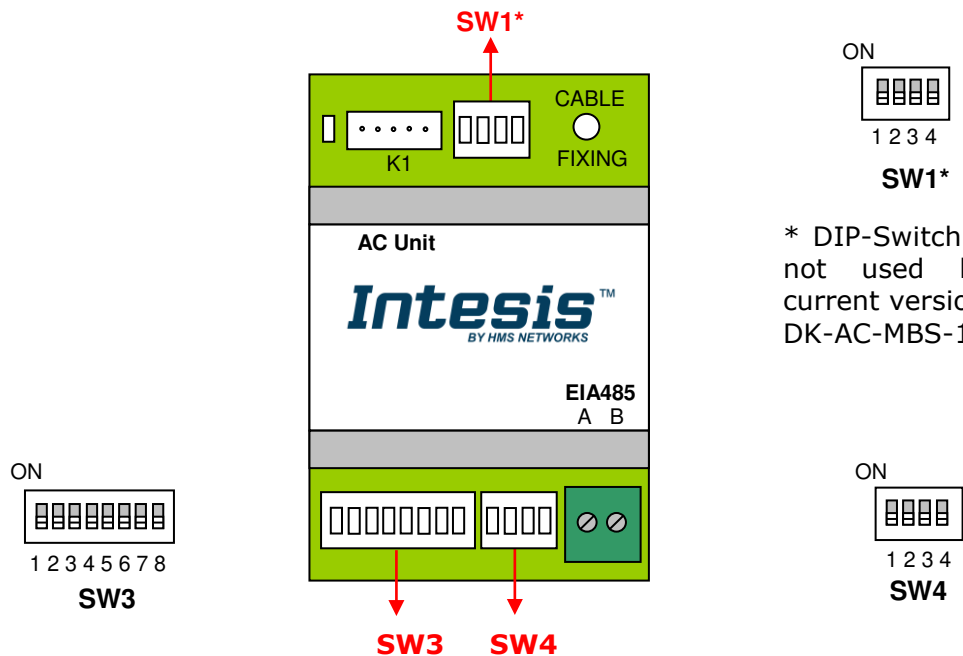 SW1*
ON
1 2 3 4
SW1*
CABLE
FIXING
K1
AC Unit
Intesis™
BY HMS NETWORKS
EIA485
A B
* DIP-Switch
not used
current versio
DK-AC-MBS-1
ON
1 2 3 4 5 6 7 8
SW3
ON
1 2 3 4
SW4
SW3 SW4